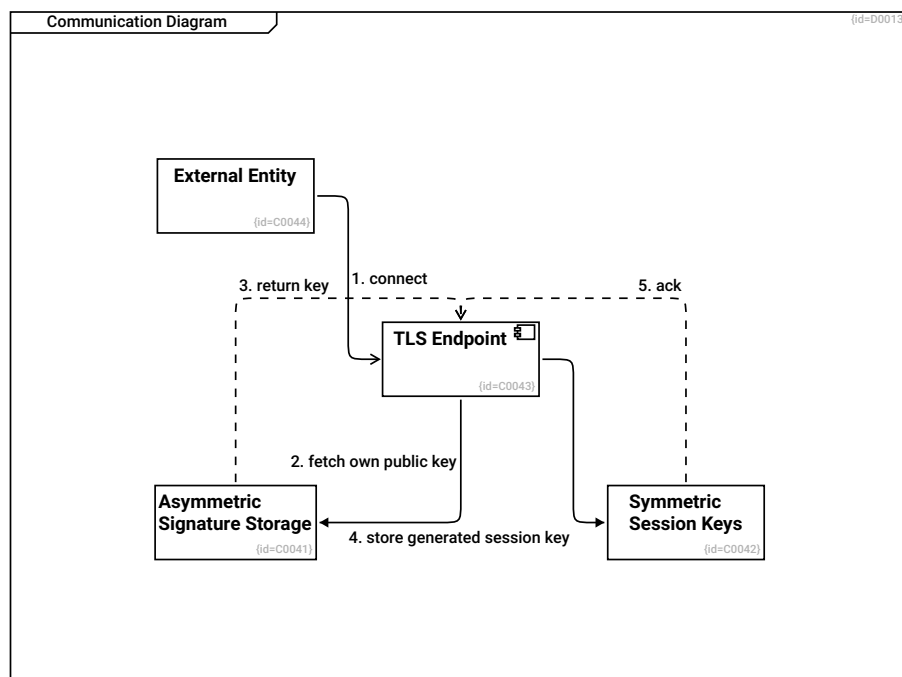 Communication Diagram
{id=D0013
External Entity
{id=C0044}
1. connect
3. return key
5. ack
TLS Endpoint
{id=C0043}
2. fetch own public key
Asymmetric
Signature Storage
{id=C0041}
4. store generated session key
Symmetric
Session Keys
{id=C0042}